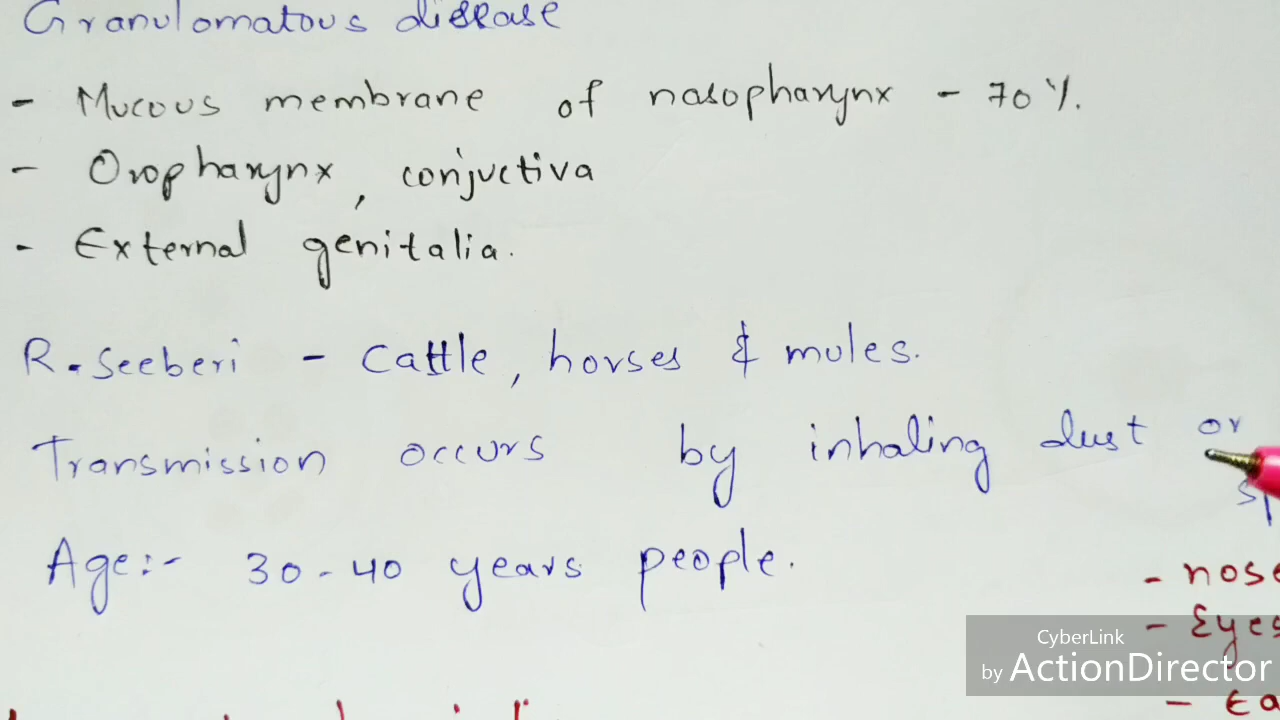 Granulomatous disease
- Mucous membrane of nasopharynx - 70%.
- Oropharynx, conjuctiva
- External genitalia.
R. Seeberi - Cattle, horses & mules.
Transmission occurs by inhaling dust or
Age:- 30-40 years people.
- nose
- Eyes
CyberLink
by ActionDirector